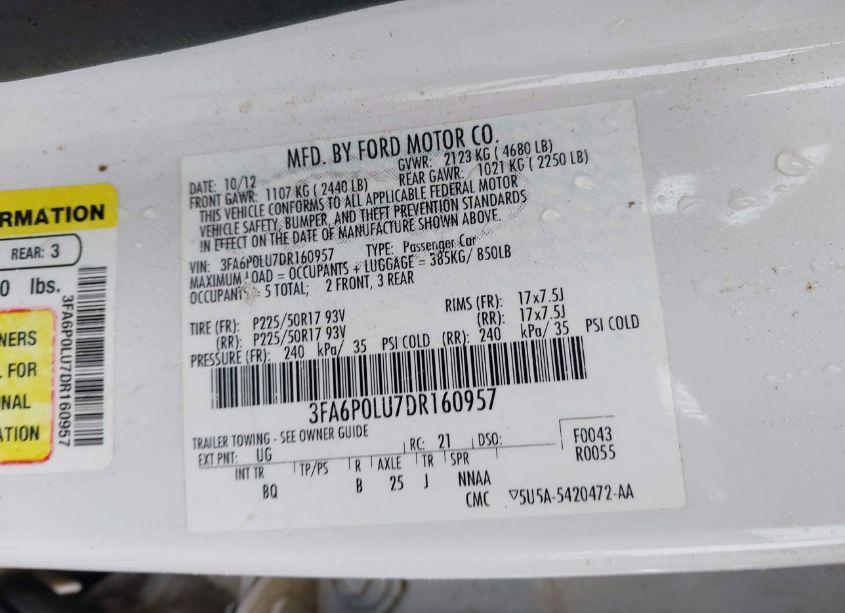 MFD. BY FORD MOTOR CO.
DATE: 10/12 GVWR: 2123 KG ( 4680 LB)
FRONT GAWR: 1107 KG ( 2440 LB) REAR GAWR: 1021 KG ( 2250 LB)
THIS VEHICLE CONFORMS TO ALL APPLICABLE FEDERAL MOTOR
VEHICLE SAFETY, BUMPER, AND THEFT PREVENTION STANDARDS
IN EFFECT ON THE DATE OF MANUFACTURE SHOWN ABOVE.
VIN: 3FA6P0LU7DR160957 TYPE: Passenger Car
MAXIMUM LOAD = OCCUPANTS + LUGGAGE = 385KG/ 850LB
OCCUPANTS: 5 TOTAL; 2 FRONT, 3 REAR
TIRE (FR): P225/50R17 93V RIMS (FR): 17x7.5J
(RR): P225/50R17 93V (RR): 17x7.5J
PRESSURE (FR): 240 kPa/ 35 PSI COLD (RR): 240 kPa/ 35 PSI COLD
3FA6P0LU7DR160957
TRAILER TOWING - SEE OWNER GUIDE
EXT PNT: UG RC: 21 DSO: F0043
R0055
INT TR TP/PS R AXLE TR SPR
BQ B 25 J NNAA
CMC ▽5U5A-5420472-AA
RMATION
REAR: 3
0 lbs.
NERS
L FOR
NAL
ATION
3FA6P0LU7DR160957